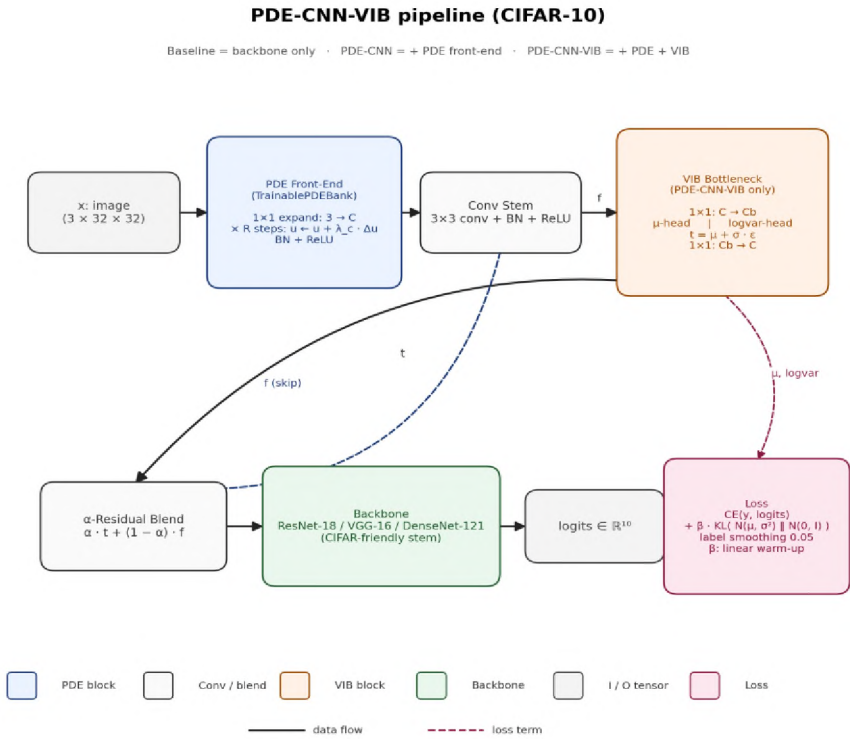 PDE-CNN-VIB pipeline (CIFAR-10)
Baseline = backbone only · PDE-CNN = + PDE front-end · PDE-CNN-VIB = + PDE + VIB
x: image
(3 × 32 × 32)
PDE Front-End
(TrainablePDEBank)
1×1 expand: 3 → C
× R steps: u ← u + λ_c · Δu
BN + ReLU
Conv Stem
3×3 conv + BN + ReLU
f
VIB Bottleneck
(PDE-CNN-VIB only)
1×1: C → Cb
μ-head | logvar-head
t = μ + σ · ε
1×1: Cb → C
t
f (skip)
μ, logvar
α-Residual Blend
α · t + (1 − α) · f
Backbone
ResNet-18 / VGG-16 / DenseNet-121
(CIFAR-friendly stem)
logits ∈ ℝ¹⁰
Loss
CE(y, logits)
+ β · KL( N(μ, σ²) ‖ N(0, I) )
label smoothing 0.05
β: linear warm-up
PDE block
Conv / blend
VIB block
Backbone
I / O tensor
Loss
data flow
loss term